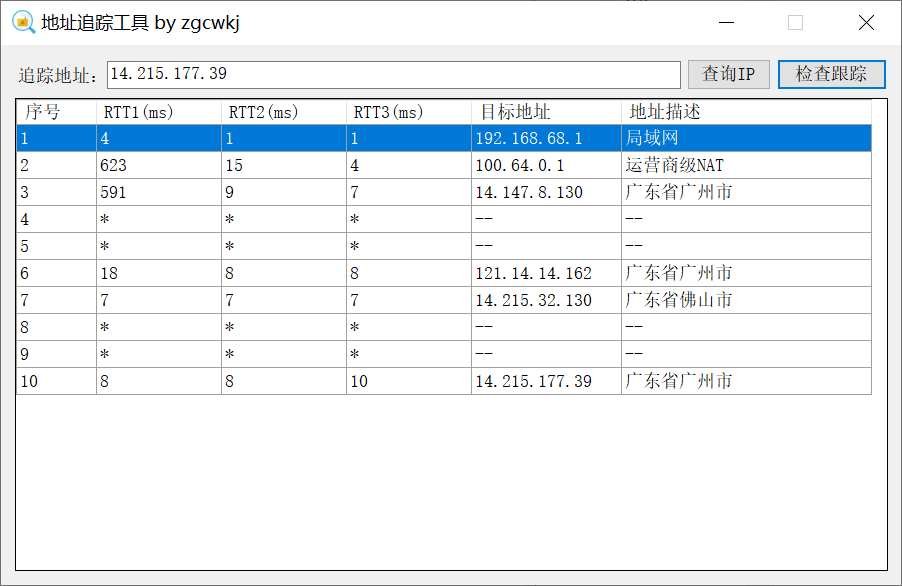 地址追踪工具 by zgcwkj
追踪地址： 14.215.177.39 查询IP 检查跟踪
序号 RTT1(ms) RTT2(ms) RTT3(ms) 目标地址 地址描述
1 4 1 1 192.168.68.1 局域网
2 623 15 4 100.64.0.1 运营商级NAT
3 591 9 7 14.147.8.130 广东省广州市
4 * * * -- --
5 * * * -- --
6 18 8 8 121.14.14.162 广东省广州市
7 7 7 7 14.215.32.130 广东省佛山市
8 * * * -- --
9 * * * -- --
10 8 8 10 14.215.177.39 广东省广州市